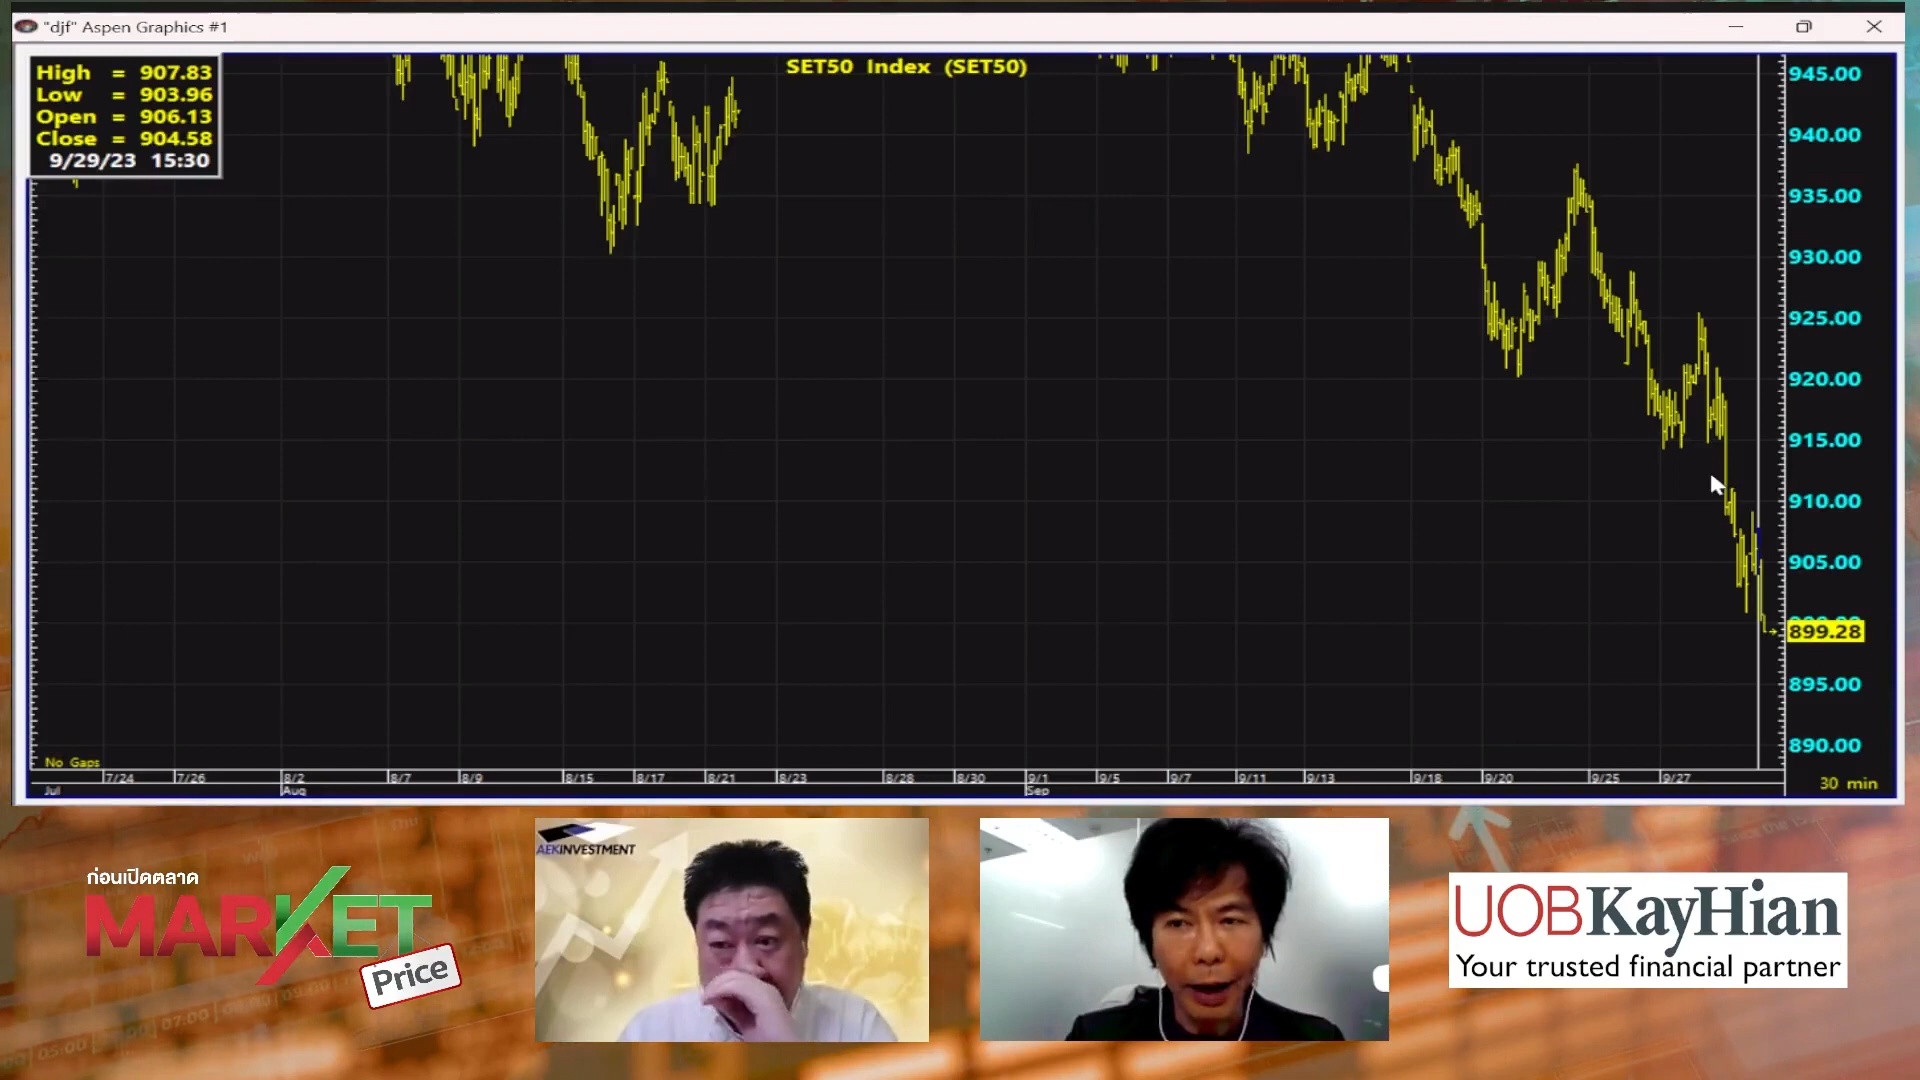 "djf" Aspen Graphics #1
High = 907.83
Low = 903.96
Open = 906.13
Close = 904.58
9/29/23 15:30
SET50 Index (SET50)
945.00
940.00
935.00
930.00
925.00
920.00
915.00
910.00
905.00
899.28
895.00
890.00
No Gaps
7/24 7/26 8/2 8/7 8/9 8/15 8/17 8/21 8/23 8/28 8/30 9/1 9/5 9/7 9/11 9/13 9/18 9/20 9/25 9/27
30 min
Jul Aug Sep
ก่อนเปิดตลาด
MARKET
Price
AEKINVESTMENT
UOBKayHian
Your trusted financial partner